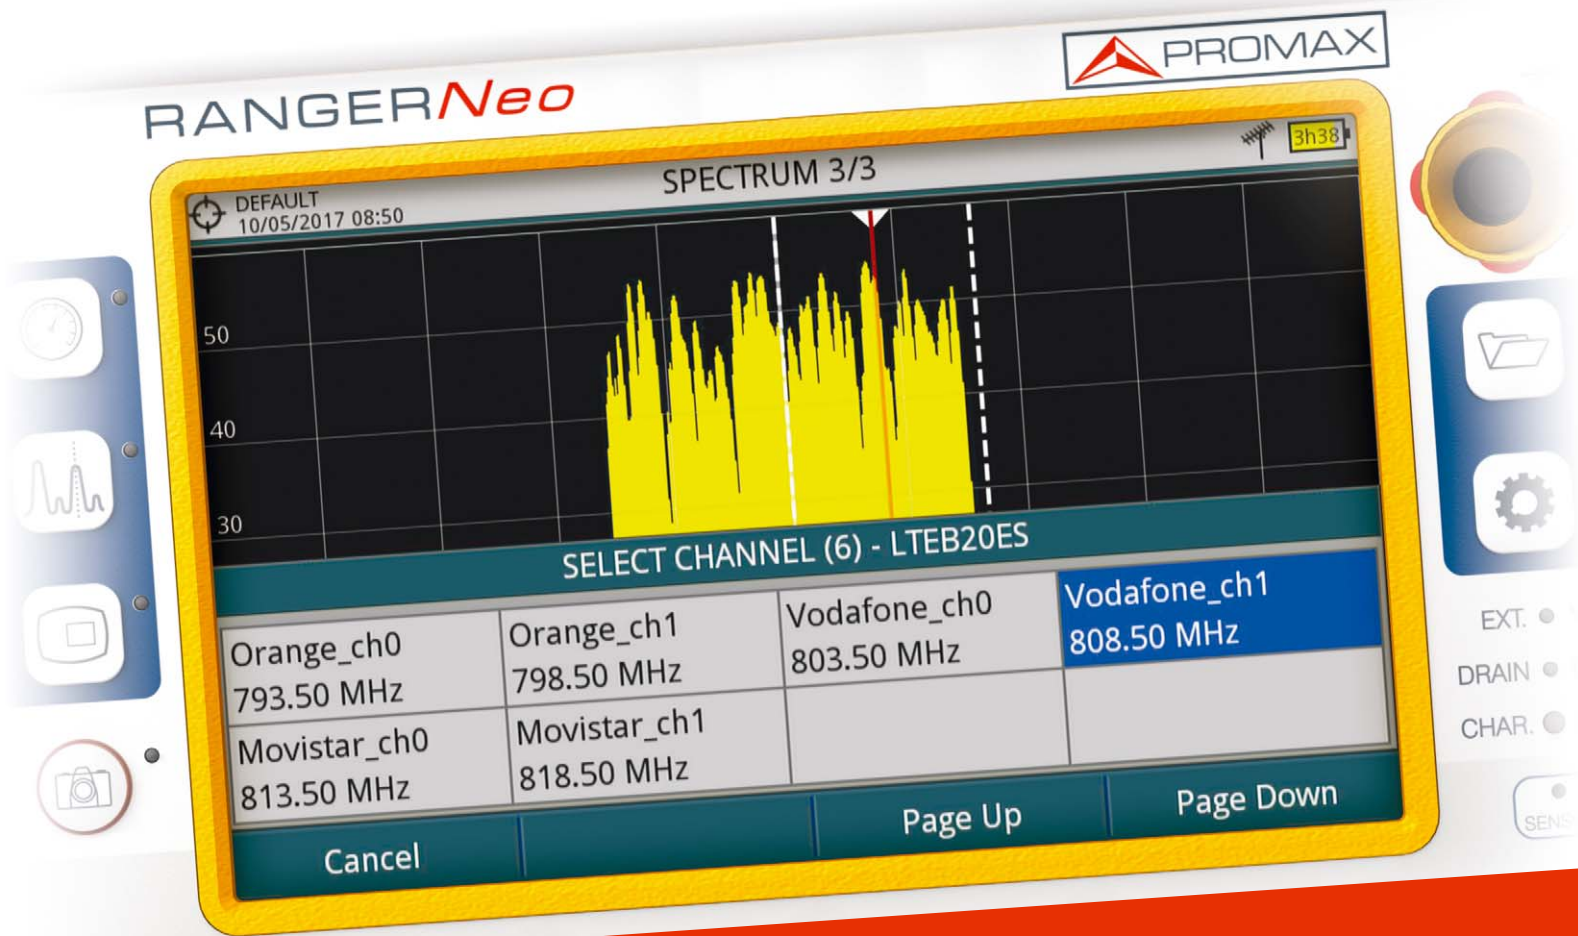 RANGERNeo
PROMAX
DEFAULT
10/05/2017 08:50
SPECTRUM 3/3
3h38
50
40
30
SELECT CHANNEL (6) - LTEB20ES
Orange_ch0
793.50 MHz
Orange_ch1
798.50 MHz
Vodafone_ch0
803.50 MHz
Vodafone_ch1
808.50 MHz
Movistar_ch0
813.50 MHz
Movistar_ch1
818.50 MHz
Cancel
Page Up
Page Down
EXT.
DRAIN
CHAR.